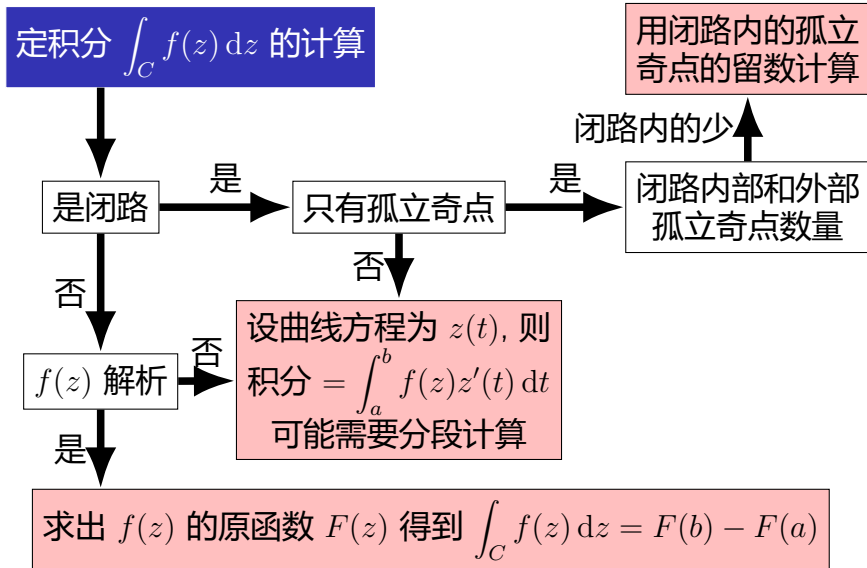 定积分 ∫_C f(z) dz 的计算
用闭路内的孤立
奇点的留数计算
闭路内的少
是闭路
是
只有孤立奇点
是
闭路内部和外部
孤立奇点数量
否
否
f(z) 解析
否
设曲线方程为 z(t), 则
积分 = ∫_a^b f(z)z′(t) dt
可能需要分段计算
是
求出 f(z) 的原函数 F(z) 得到 ∫_C f(z) dz = F(b) − F(a)